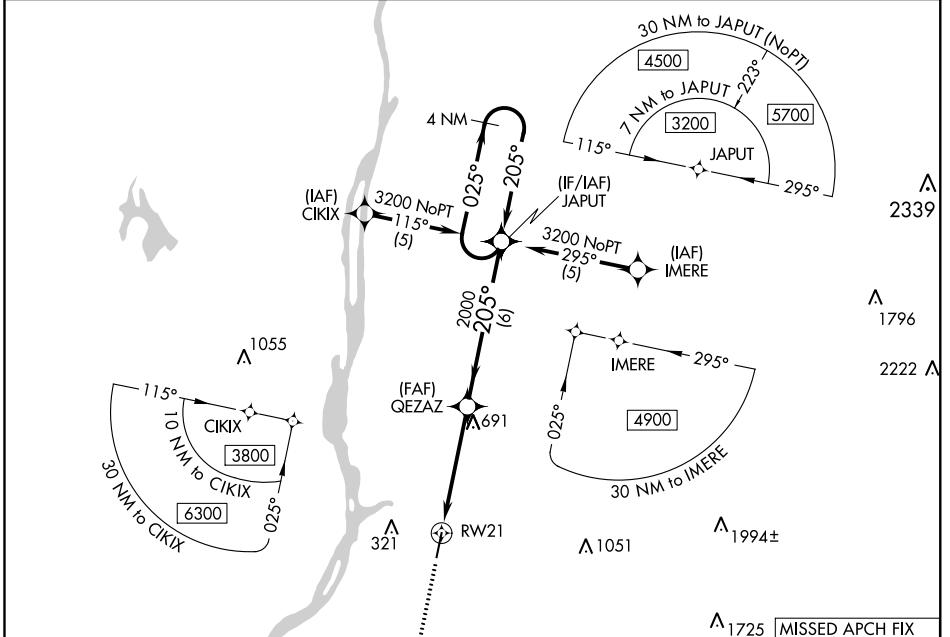 30 NM to JAPUT (NoPT)
4500
223°
5700
7 NM to JAPUT
3200
115°
JAPUT
295°
4 NM
025°
205°
(IF/IAF)
JAPUT
(IAF)
CIKIX
3200 NoPT
115°
(5)
3200 NoPT
295°
(5)
(IAF)
IMERE
2339
1796
2222
2000
205°
(6)
1055
(FAF)
QEZAZ
691
115°
CIKIX
10 NM to CIKIX
3800
30 NM to CIKIX
6300
025°
IMERE
295°
025°
4900
30 NM to IMERE
321
RW21
1051
1994±
1725
MISSED APCH FIX